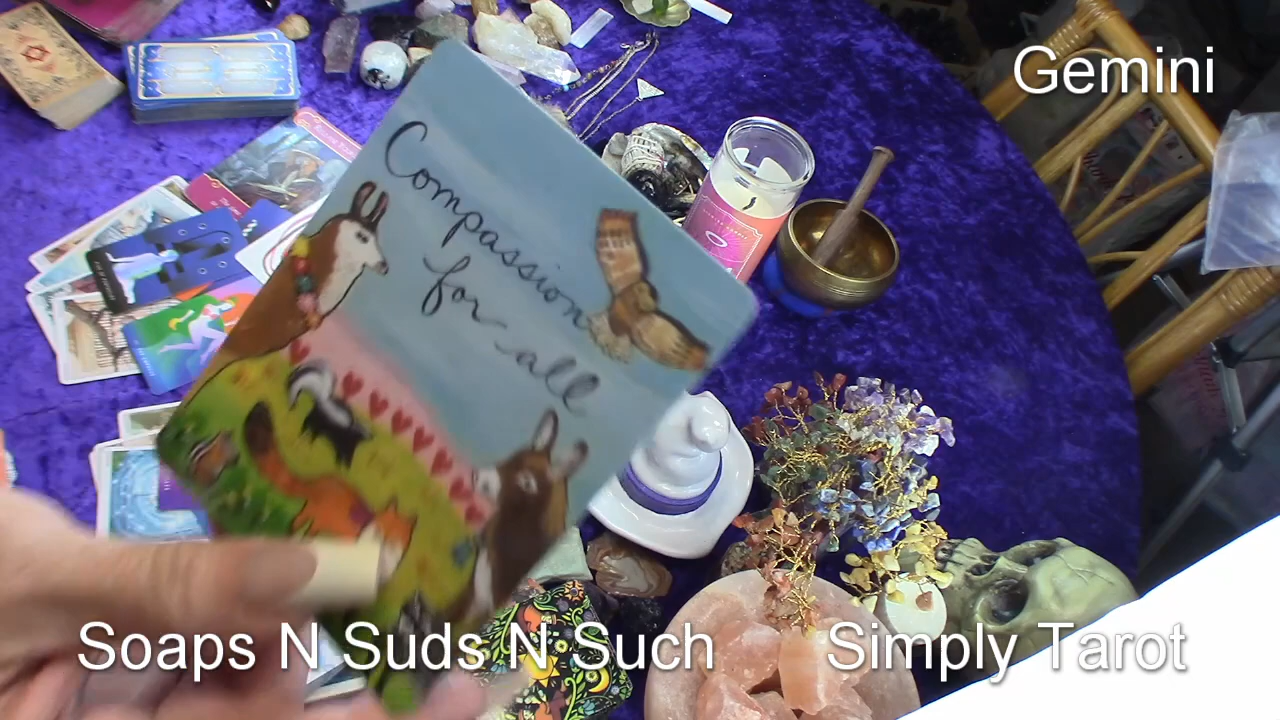 Gemini
Compassion
for all
Soaps N Suds N Such
Simply Tarot